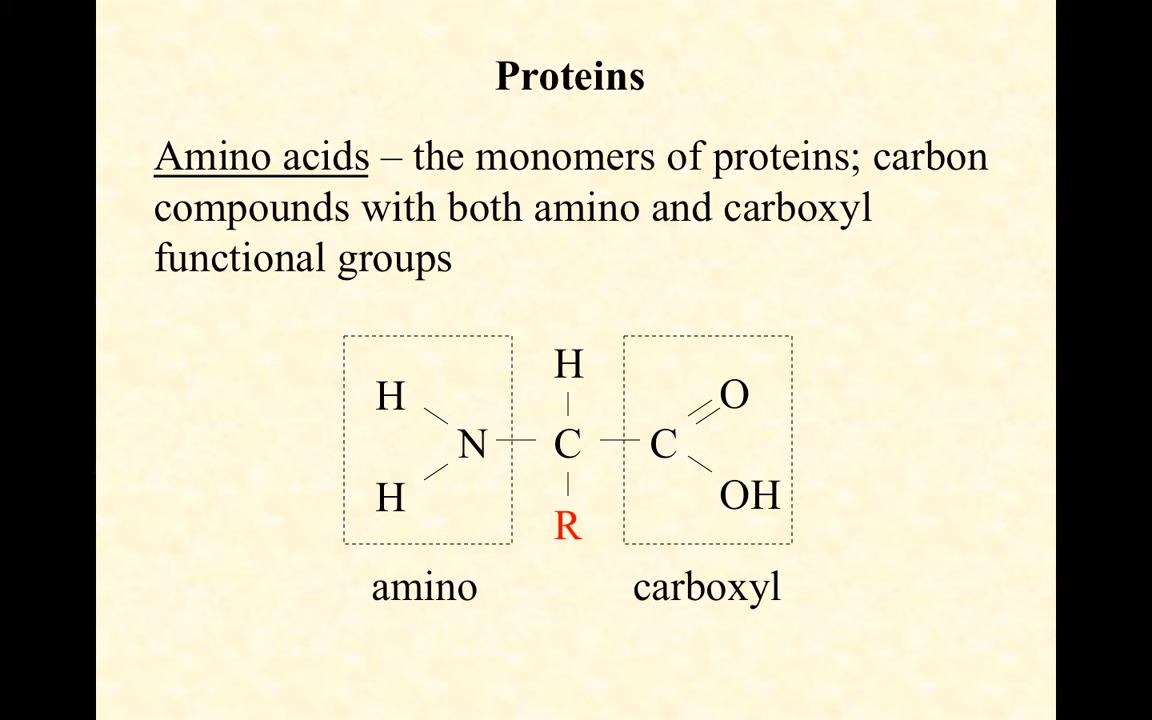 Proteins
Amino acids – the monomers of proteins; carbon
compounds with both amino and carboxyl
functional groups
H
H O
N C C
H OH
R
amino carboxyl